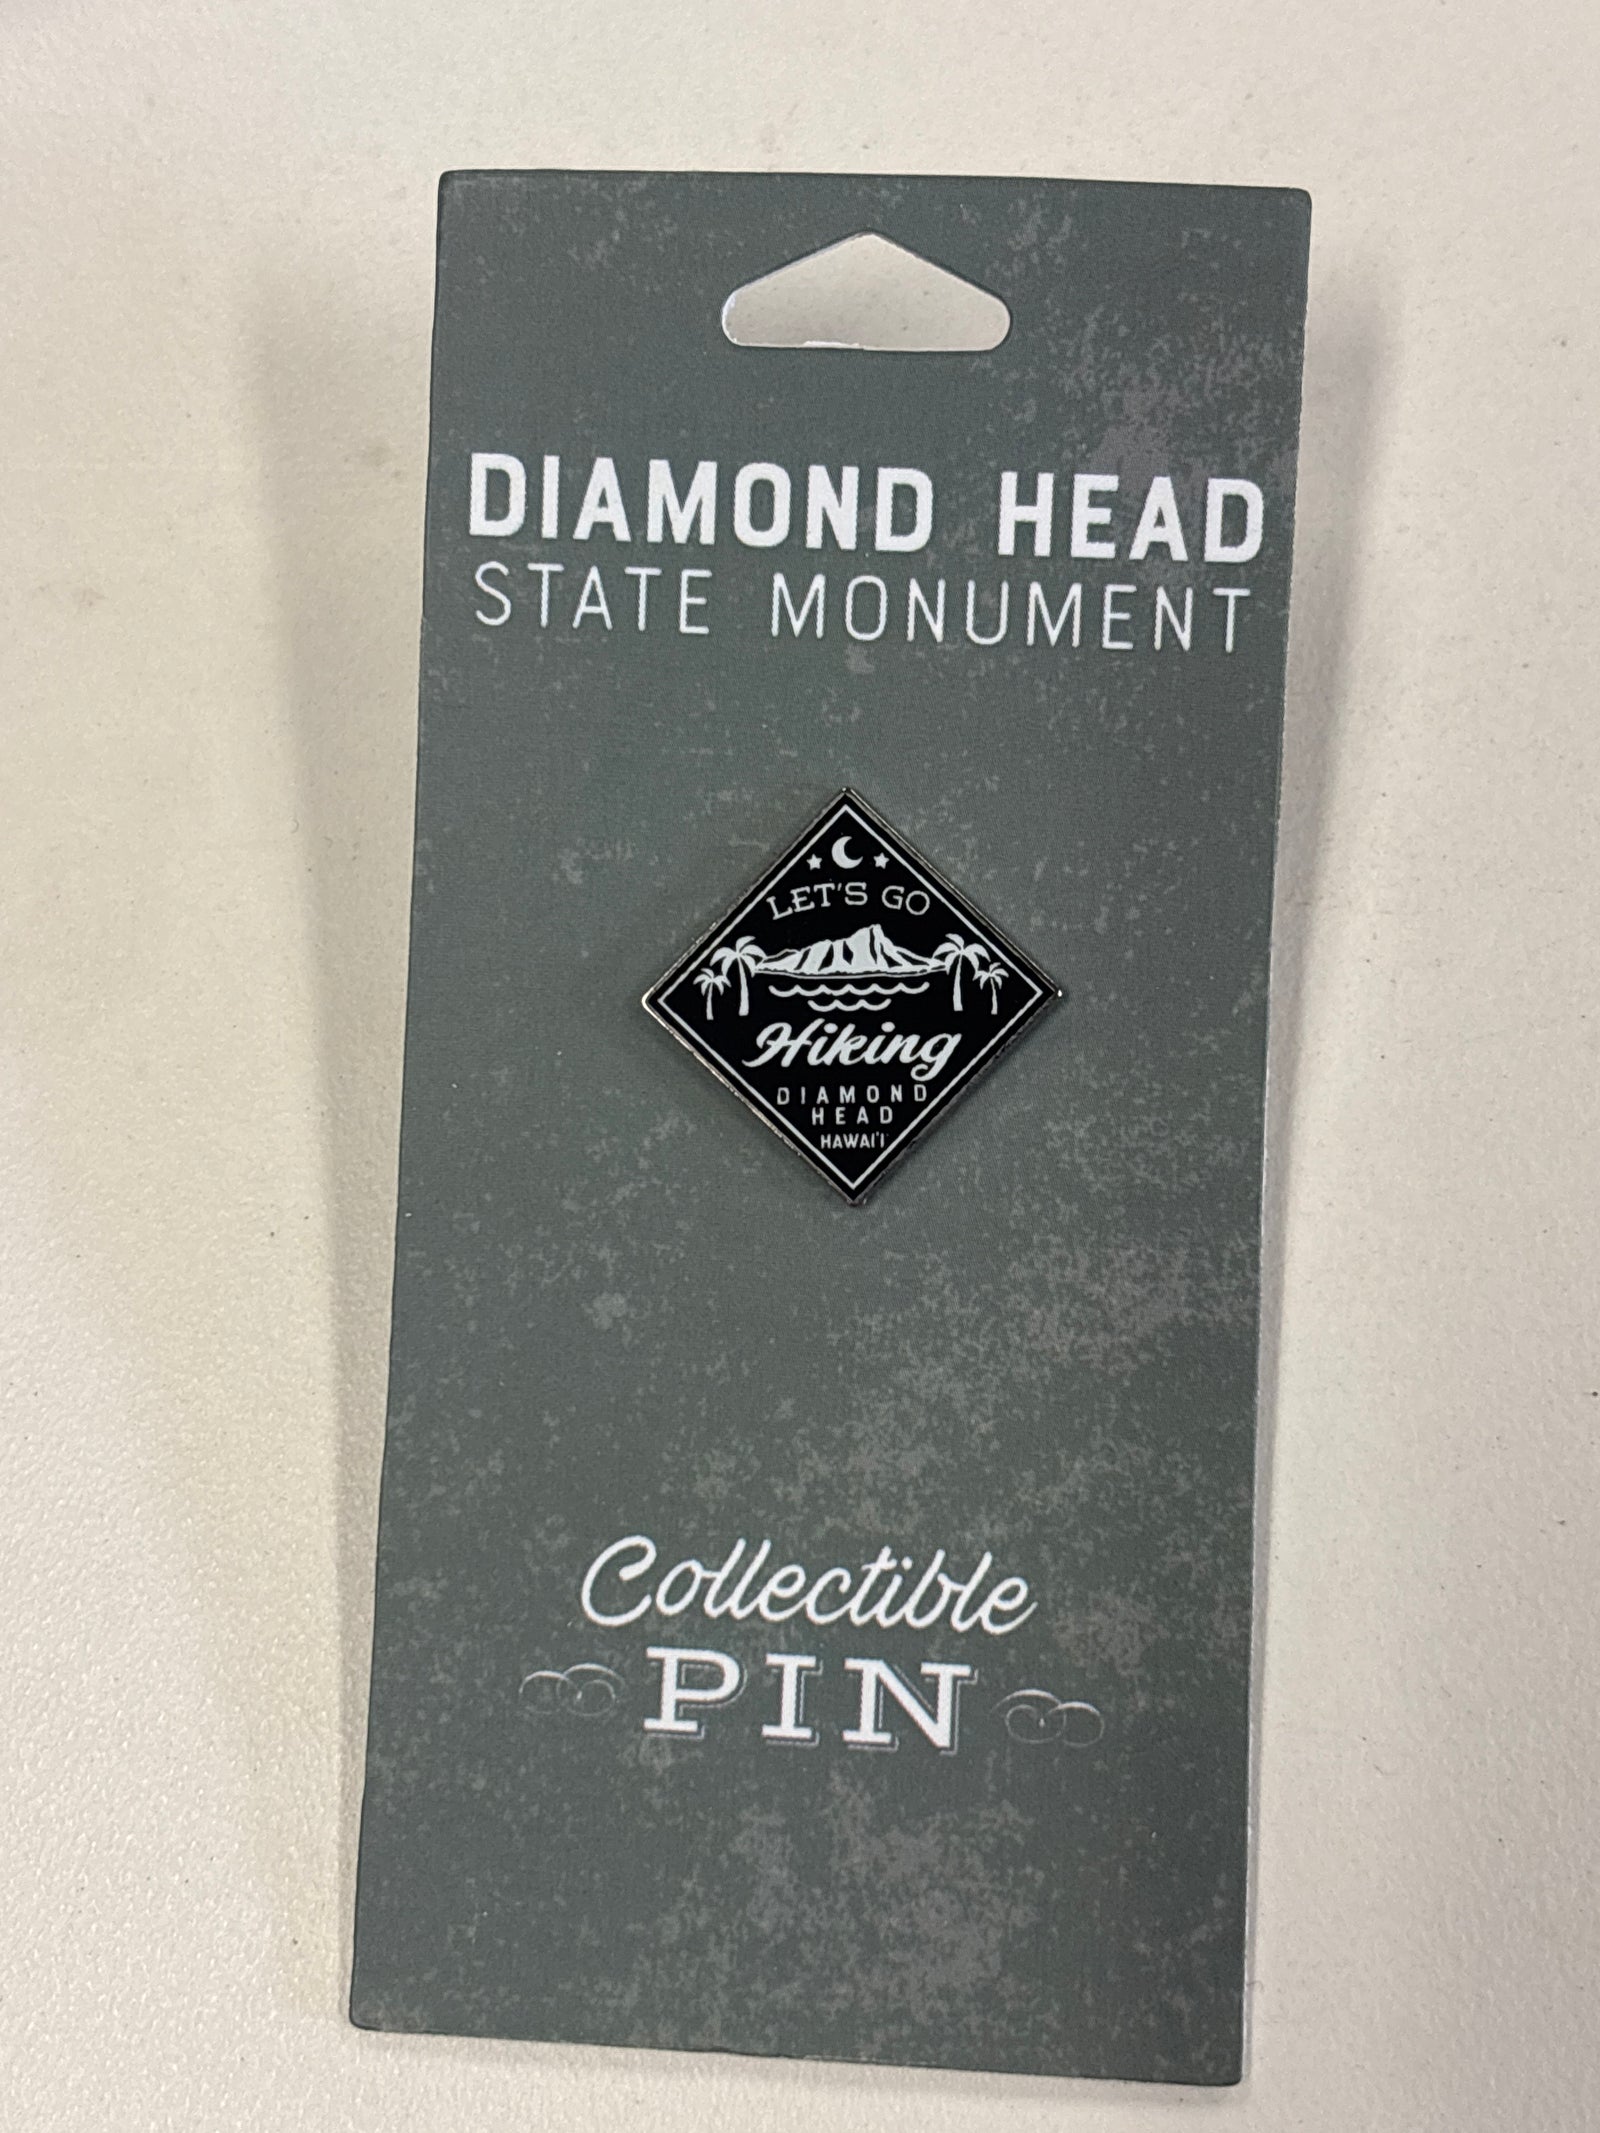 DIAMOND HEAD
STATE MONUMENT
LET'S GO
Hiking
DIAMOND
HEAD
HAWAI'I
Collectible
PIN